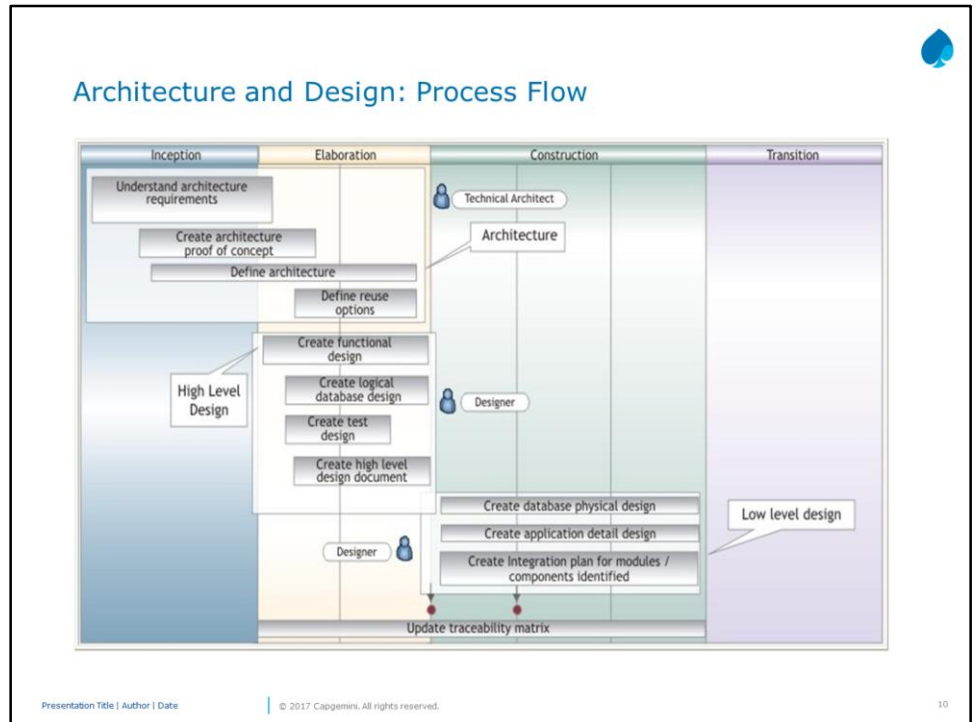 Architecture and Design: Process Flow
Inception
Elaboration
Construction
Transition
Understand architecture
requirements
Technical Architect
Create architecture
proof of concept
Architecture
Define architecture
Define reuse
options
Create functional
design
High Level
Design
Create logical
database design
Designer
Create test
design
Create high level
design document
Create database physical design
Low level design
Create application detail design
Designer
Create Integration plan for modules /
components identified
Update traceability matrix
Presentation Title | Author | Date
© 2017 Capgemini. All rights reserved.
10